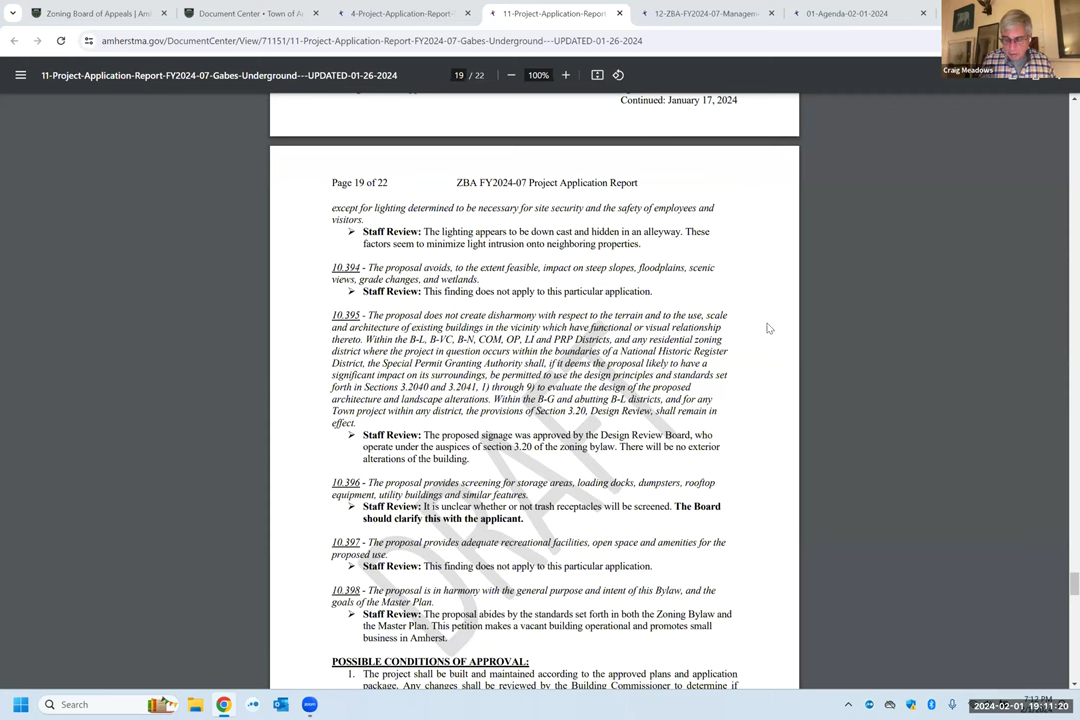 Zoning Board of Appeals | Am
Document Center • Town of A
4-Project-Application-Report-
11-Project-Application-Report
12-ZBA-FY2024-07-Managem
01-Agenda-02-01-2024
amherstma.gov/DocumentCenter/View/71151/11-Project-Application-Report-FY2024-07-Gabes-Underground---UPDATED-01-26-2024
11-Project-Application-Report-FY2024-07-Gabes-Underground---UPDATED-01-26-2024
19 / 22
100%
Craig Meadows
Continued: January 17, 2024
Page 19 of 22 ZBA FY2024-07 Project Application Report
except for lighting determined to be necessary for site security and the safety of employees and
visitors.
➢ Staff Review: The lighting appears to be down cast and hidden in an alleyway. These
factors seem to minimize light intrusion onto neighboring properties.
10.394 - The proposal avoids, to the extent feasible, impact on steep slopes, floodplains, scenic
views, grade changes, and wetlands.
➢ Staff Review: This finding does not apply to this particular application.
10.395 - The proposal does not create disharmony with respect to the terrain and to the use, scale
and architecture of existing buildings in the vicinity which have functional or visual relationship
thereto. Within the B-L, B-VC, B-N, COM, OP, LI and PRP Districts, and any residential zoning
district where the project in question occurs within the boundaries of a National Historic Register
District, the Special Permit Granting Authority shall, if it deems the proposal likely to have a
significant impact on its surroundings, be permitted to use the design principles and standards set
forth in Sections 3.2040 and 3.2041, 1) through 9) to evaluate the design of the proposed
architecture and landscape alterations. Within the B-G and abutting B-L districts, and for any
Town project within any district, the provisions of Section 3.20, Design Review, shall remain in
effect.
➢ Staff Review: The proposed signage was approved by the Design Review Board, who
operate under the auspices of section 3.20 of the zoning bylaw. There will be no exterior
alterations of the building.
10.396 - The proposal provides screening for storage areas, loading docks, dumpsters, rooftop
equipment, utility buildings and similar features.
➢ Staff Review: It is unclear whether or not trash receptacles will be screened. The Board
should clarify this with the applicant.
10.397 - The proposal provides adequate recreational facilities, open space and amenities for the
proposed use.
➢ Staff Review: This finding does not apply to this particular application.
10.398 - The proposal is in harmony with the general purpose and intent of this Bylaw, and the
goals of the Master Plan.
➢ Staff Review: The proposal abides by the standards set forth in both the Zoning Bylaw and
the Master Plan. This petition makes a vacant building operational and promotes small
business in Amherst.
POSSIBLE CONDITIONS OF APPROVAL:
1. The project shall be built and maintained according to the approved plans and application
package. Any changes shall be reviewed by the Building Commissioner to determine if
DRAFT
Search
7:12 PM
2024-02-01 19:11:20